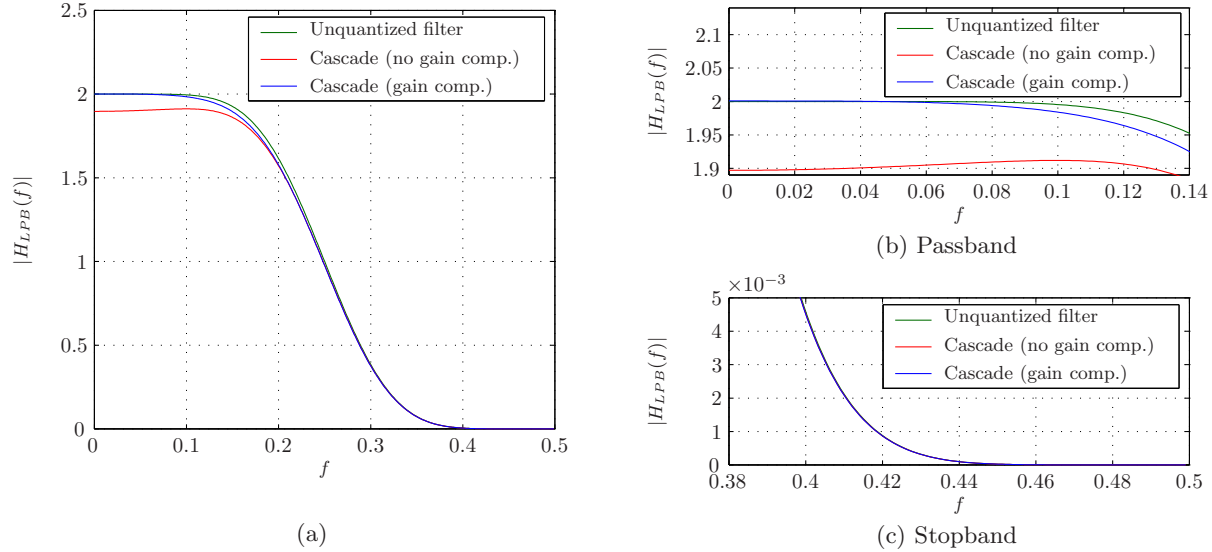 2.5
2
1.5
1
0.5
0
0 0.1 0.2 0.3 0.4 0.5
|H_{LPB}(f)|
f
Unquantized filter
Cascade (no gain comp.)
Cascade (gain comp.)
(a)
2.1
2.05
2
1.95
1.9
0 0.02 0.04 0.06 0.08 0.1 0.12 0.14
|H_{LPB}(f)|
f
Unquantized filter
Cascade (no gain comp.)
Cascade (gain comp.)
(b) Passband
×10^{−3}
5
4
3
2
1
0
0.38 0.4 0.42 0.44 0.46 0.48 0.5
|H_{LPB}(f)|
f
Unquantized filter
Cascade (no gain comp.)
Cascade (gain comp.)
(c) Stopband